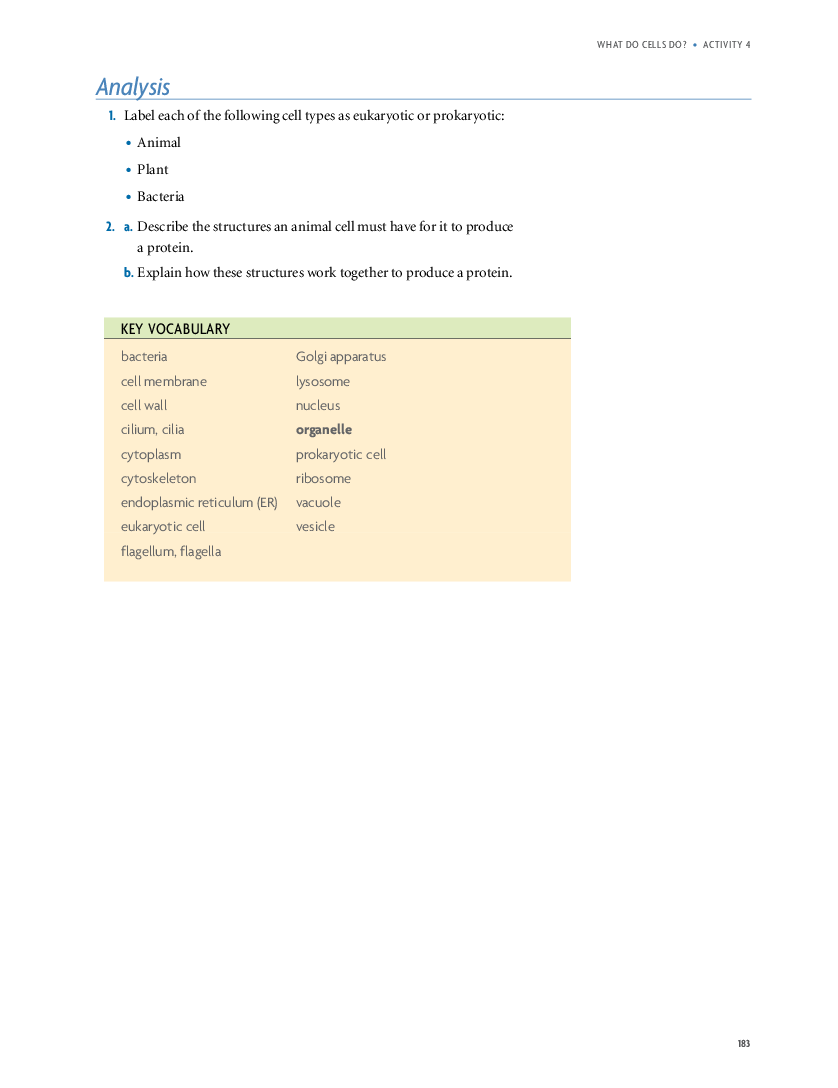 WHAT DO CELLS DO? • ACTIVITY 4
Analysis
1. Label each of the following cell types as eukaryotic or prokaryotic:
• Animal
• Plant
• Bacteria
2. a. Describe the structures an animal cell must have for it to produce
a protein.
b. Explain how these structures work together to produce a protein.
KEY VOCABULARY
bacteria
cell membrane
cell wall
cilium, cilia
cytoplasm
cytoskeleton
endoplasmic reticulum (ER)
eukaryotic cell
flagellum, flagella
Golgi apparatus
lysosome
nucleus
organelle
prokaryotic cell
ribosome
vacuole
vesicle
183